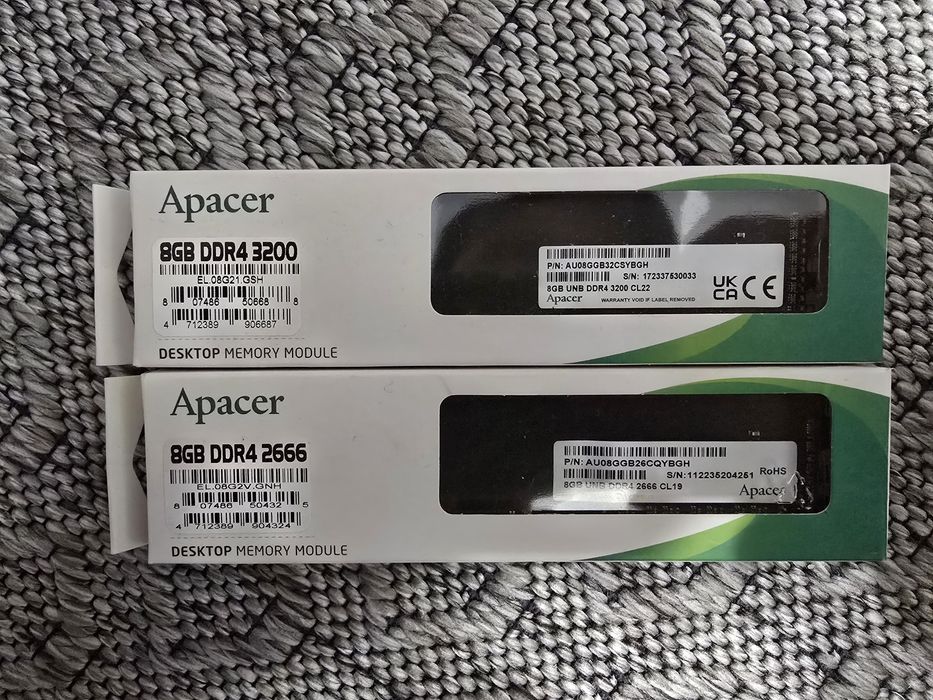 Apacer
8GB DDR4 3200
EL.08G21.GSH
8 07486 50668 8
4 712389 906687
DESKTOP MEMORY MODULE
P/N: AU08GGB32CSYBGH
S/N: 172337530033
8GB UNB DDR4 3200 CL22
Apacer WARRANTY VOID IF LABEL REMOVED
UK
CA CE
Apacer
8GB DDR4 2666
EL.08G2V.GNH
8 07486 50432 5
4 712389 904324
DESKTOP MEMORY MODULE
P/N: AU08GGB26CQYBGH
S/N:112235204251 RoHS
8GB UNB DDR4 2666 CL19
Apacer